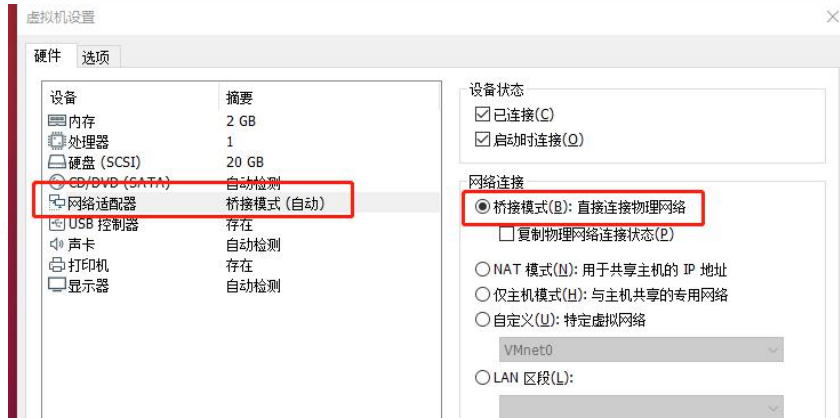 虚拟机设置
硬件 选项
设备 摘要
内存 2 GB
处理器 1
硬盘 (SCSI) 20 GB
CD/DVD (SATA) 自动检测
网络适配器 桥接模式 (自动)
USB 控制器 存在
声卡 自动检测
打印机 存在
显示器 自动检测
设备状态
已连接(C)
启动时连接(O)
网络连接
桥接模式(B): 直接连接物理网络
复制物理网络连接状态(P)
NAT 模式(N): 用于共享主机的 IP 地址
仅主机模式(H): 与主机共享的专用网络
自定义(U): 特定虚拟网络
VMnet0
LAN 区段(L):